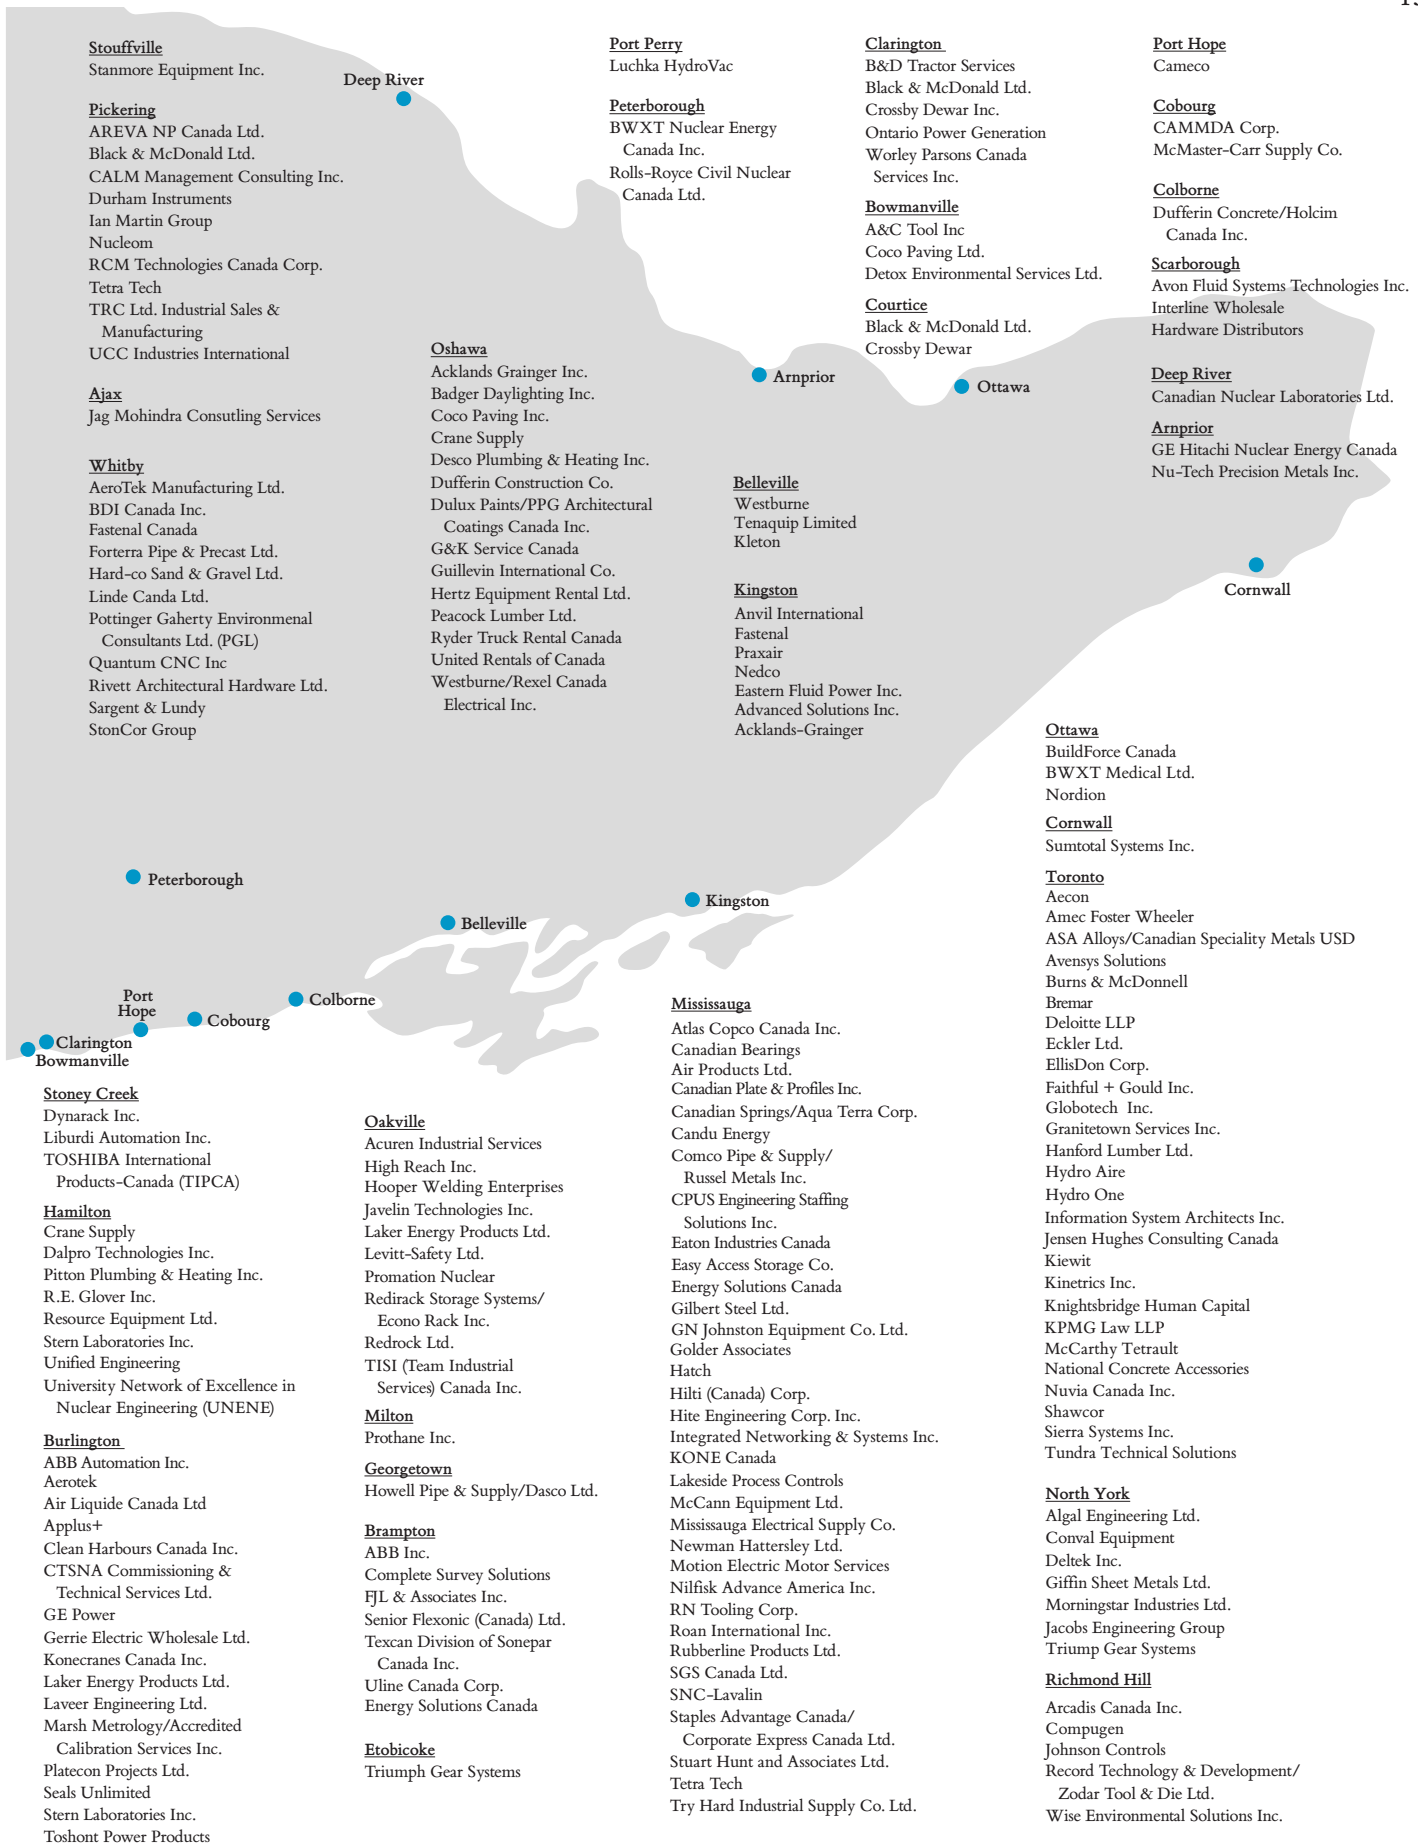 Stouffville
Stanmore Equipment Inc.
Pickering
AREVA NP Canada Ltd.
Black & McDonald Ltd.
CALM Management Consulting Inc.
Durham Instruments
Ian Martin Group
Nucleom
RCM Technologies Canada Corp.
Tetra Tech
TRC Ltd. Industrial Sales &
Manufacturing
UCC Industries International
Ajax
Jag Mohindra Consutling Services
Whitby
AeroTek Manufacturing Ltd.
BDI Canada Inc.
Fastenal Canada
Forterra Pipe & Precast Ltd.
Hard-co Sand & Gravel Ltd.
Linde Canda Ltd.
Pottinger Gaherty Environmenal
Consultants Ltd. (PGL)
Quantum CNC Inc
Rivett Architectural Hardware Ltd.
Sargent & Lundy
StonCor Group
Deep River
Oshawa
Acklands Grainger Inc.
Badger Daylighting Inc.
Coco Paving Inc.
Crane Supply
Desco Plumbing & Heating Inc.
Dufferin Construction Co.
Dulux Paints/PPG Architectural
Coatings Canada Inc.
G&K Service Canada
Guillevin International Co.
Hertz Equipment Rental Ltd.
Peacock Lumber Ltd.
Ryder Truck Rental Canada
United Rentals of Canada
Westburne/Rexel Canada
Electrical Inc.
Port Perry
Luchka HydroVac
Peterborough
BWXT Nuclear Energy
Canada Inc.
Rolls-Royce Civil Nuclear
Canada Ltd.
Clarington
B&D Tractor Services
Black & McDonald Ltd.
Crossby Dewar Inc.
Ontario Power Generation
Worley Parsons Canada
Services Inc.
Bowmanville
A&C Tool Inc
Coco Paving Ltd.
Detox Environmental Services Ltd.
Courtice
Black & McDonald Ltd.
Crossby Dewar
Port Hope
Cameco
Cobourg
CAMMDA Corp.
McMaster-Carr Supply Co.
Colborne
Dufferin Concrete/Holcim
Canada Inc.
Scarborough
Avon Fluid Systems Technologies Inc.
Interline Wholesale
Hardware Distributors
Deep River
Canadian Nuclear Laboratories Ltd.
Arnprior
GE Hitachi Nuclear Energy Canada
Nu-Tech Precision Metals Inc.
Arnprior
Ottawa
Belleville
Westburne
Tenaquip Limited
Kleton
Kingston
Anvil International
Fastenal
Praxair
Nedco
Eastern Fluid Power Inc.
Advanced Solutions Inc.
Acklands-Grainger
Cornwall
Peterborough
Belleville
Kingston
Port
Hope
Cobourg
Colborne
Clarington
Bowmanville
Stoney Creek
Dynarack Inc.
Liburdi Automation Inc.
TOSHIBA International
Products-Canada (TIPCA)
Hamilton
Crane Supply
Dalpro Technologies Inc.
Pitton Plumbing & Heating Inc.
R.E. Glover Inc.
Resource Equipment Ltd.
Stern Laboratories Inc.
Unified Engineering
University Network of Excellence in
Nuclear Engineering (UNENE)
Burlington
ABB Automation Inc.
Aerotek
Air Liquide Canada Ltd
Applus+
Clean Harbours Canada Inc.
CTSNA Commissioning &
Technical Services Ltd.
GE Power
Gerrie Electric Wholesale Ltd.
Konecranes Canada Inc.
Laker Energy Products Ltd.
Laveer Engineering Ltd.
Marsh Metrology/Accredited
Calibration Services Inc.
Platecon Projects Ltd.
Seals Unlimited
Stern Laboratories Inc.
Toshont Power Products
Oakville
Acuren Industrial Services
High Reach Inc.
Hooper Welding Enterprises
Javelin Technologies Inc.
Laker Energy Products Ltd.
Levitt-Safety Ltd.
Promation Nuclear
Redirack Storage Systems/
Econo Rack Inc.
Redrock Ltd.
TISI (Team Industrial
Services) Canada Inc.
Milton
Prothane Inc.
Georgetown
Howell Pipe & Supply/Dasco Ltd.
Brampton
ABB Inc.
Complete Survey Solutions
FJL & Associates Inc.
Senior Flexonic (Canada) Ltd.
Texcan Division of Sonepar
Canada Inc.
Uline Canada Corp.
Energy Solutions Canada
Etobicoke
Triumph Gear Systems
Mississauga
Atlas Copco Canada Inc.
Canadian Bearings
Air Products Ltd.
Canadian Plate & Profiles Inc.
Canadian Springs/Aqua Terra Corp.
Candu Energy
Comco Pipe & Supply/
Russel Metals Inc.
CPUS Engineering Staffing
Solutions Inc.
Eaton Industries Canada
Easy Access Storage Co.
Energy Solutions Canada
Gilbert Steel Ltd.
GN Johnston Equipment Co. Ltd.
Golder Associates
Hatch
Hilti (Canada) Corp.
Hite Engineering Corp. Inc.
Integrated Networking & Systems Inc.
KONE Canada
Lakeside Process Controls
McCann Equipment Ltd.
Mississauga Electrical Supply Co.
Newman Hattersley Ltd.
Motion Electric Motor Services
Nilfisk Advance America Inc.
RN Tooling Corp.
Roan International Inc.
Rubberline Products Ltd.
SGS Canada Ltd.
SNC-Lavalin
Staples Advantage Canada/
Corporate Express Canada Ltd.
Stuart Hunt and Associates Ltd.
Tetra Tech
Try Hard Industrial Supply Co. Ltd.
Ottawa
BuildForce Canada
BWXT Medical Ltd.
Nordion
Cornwall
Sumtotal Systems Inc.
Toronto
Aecon
Amec Foster Wheeler
ASA Alloys/Canadian Speciality Metals USD
Avensys Solutions
Burns & McDonnell
Bremar
Deloitte LLP
Eckler Ltd.
EllisDon Corp.
Faithful + Gould Inc.
Globotech Inc.
Granitetown Services Inc.
Hanford Lumber Ltd.
Hydro Aire
Hydro One
Information System Architects Inc.
Jensen Hughes Consulting Canada
Kiewit
Kinetrics Inc.
Knightsbridge Human Capital
KPMG Law LLP
McCarthy Tetrault
National Concrete Accessories
Nuvia Canada Inc.
Shawcor
Sierra Systems Inc.
Tundra Technical Solutions
North York
Algal Engineering Ltd.
Conval Equipment
Deltek Inc.
Giffin Sheet Metals Ltd.
Morningstar Industries Ltd.
Jacobs Engineering Group
Triump Gear Systems
Richmond Hill
Arcadis Canada Inc.
Compugen
Johnson Controls
Record Technology & Development/
Zodar Tool & Die Ltd.
Wise Environmental Solutions Inc.